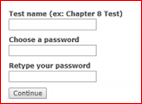 Test name (ex: Chapter 8 Test)
Choose a password
Retype your password
Continue